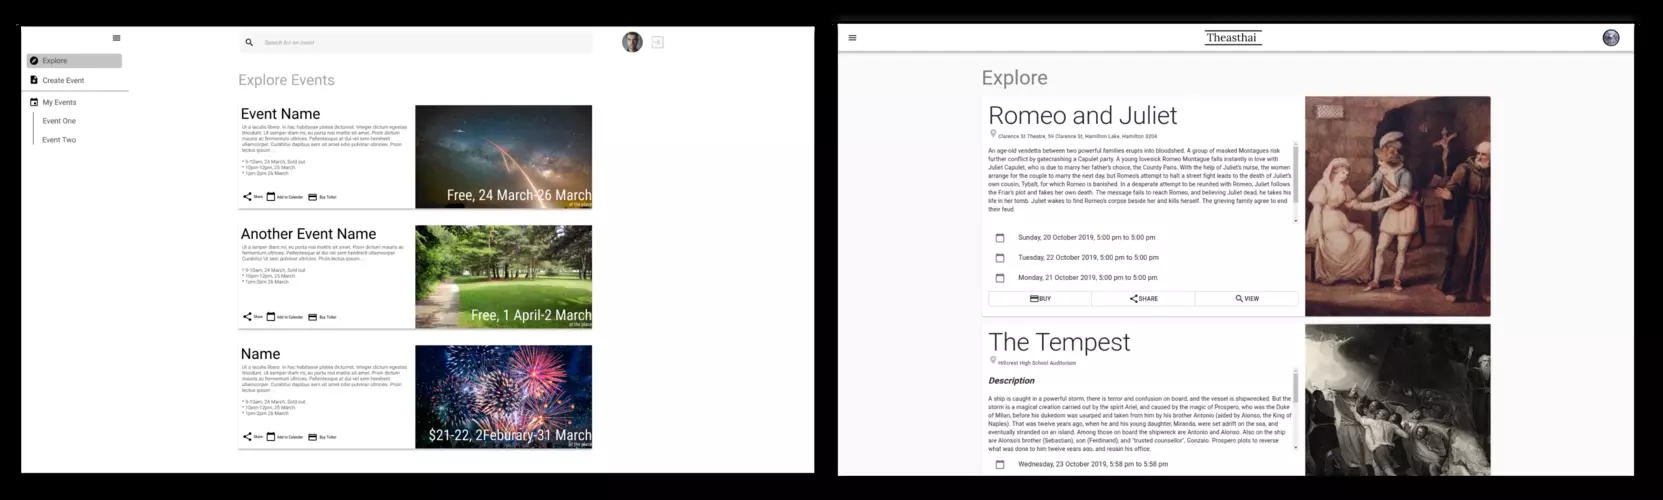 Explore
Create Event
My Events
Event One
Event Two
Search for an event
Explore Events
Event Name
Ut a iaculis libero. In hac habitasse platea dictumst. Integer dictum egestas
tincidunt. Ut semper diam mi, eu porta nisi mattis sit amet. Proin dictum
mauris ac fermentum ultricies. Pellentesque at dui vel sem hendrerit
ullamcorper. Curabitur dapibus sem sit amet odio pulvinar ultricies. Proin
lectus ipsum ...
* 9-10am, 24 March, Sold out
* 10pm-12pm, 25 March
* 1pm-2pm 26 March
Share
Add to Calendar
Buy Ticket
Free, 24 March-26 March
at the place
Another Event Name
Ut a semper diam mi, eu porta nisi mattis sit amet. Proin dictum mauris ac
fermentum ultricies. Pellentesque at dui vel sem hendrerit ullamcorper.
Curabitur Ut sem pulvinar ultricies. Proin lectus ipsum ...
* 9-10am, 24 March, Sold out
* 10pm-12pm, 25 March
* 1pm-2pm 26 March
Share
Add to Calendar
Buy Ticket
Free, 1 April-2 March
at the place
Name
Ut a iaculis libero. In hac habitasse platea dictumst. Integer dictum egestas
tincidunt. Ut semper diam mi, eu porta nisi mattis sit amet. Proin dictum
mauris ac fermentum ultricies. Pellentesque at dui vel sem hendrerit
ullamcorper. Curabitur dapibus sem sit amet odio pulvinar ultricies. Proin
lectus ipsum ...
* 9-10am, 24 March, Sold out
* 10pm-12pm, 25 March
* 1pm-2pm 26 March
Share
Add to Calendar
Buy Ticket
$21-22, 2Feburary-31 March
at the place
Theasthai
Explore
Romeo and Juliet
Clarence St Theatre, 59 Clarence St, Hamilton Lake, Hamilton 3204
An age-old vendetta between two powerful families erupts into bloodshed. A group of masked Montagues risk
further conflict by gatecrashing a Capulet party. A young lovesick Romeo Montague falls instantly in love with
Juliet Capulet, who is due to marry her father's choice, the County Paris. With the help of Juliet's nurse, the women
arrange for the couple to marry the next day, but Romeo's attempt to halt a street fight leads to the death of Juliet's
own cousin, Tybalt, for which Romeo is banished. In a desperate attempt to be reunited with Romeo, Juliet follows
the Friar's plot and fakes her own death. The message fails to reach Romeo, and believing Juliet dead, he takes his
life in her tomb. Juliet wakes to find Romeo's corpse beside her and kills herself. The grieving family agree to end
their feud.
Sunday, 20 October 2019, 5:00 pm to 5:00 pm
Tuesday, 22 October 2019, 5:00 pm to 5:00 pm
Monday, 21 October 2019, 5:00 pm to 5:00 pm
BUY
SHARE
VIEW
The Tempest
Hillcrest High School Auditorium
Description
A ship is caught in a powerful storm, there is terror and confusion on board, and the vessel is shipwrecked. But the
storm is a magical creation carried out by the spirit Ariel, and caused by the magic of Prospero, who was the Duke
of Milan, before his dukedom was usurped and taken from him by his brother Antonio (aided by Alonso, the King of
Naples). That was twelve years ago, when he and his young daughter, Miranda, were set adrift on the sea, and
eventually stranded on an island. Among those on board the shipwreck are Antonio and Alonso. Also on the ship
are Alonso's brother (Sebastian), son (Ferdinand), and "trusted counsellor", Gonzalo. Prospero plots to reverse
what was done to him twelve years ago, and regain his office.
Wednesday, 23 October 2019, 5:58 pm to 5:58 pm